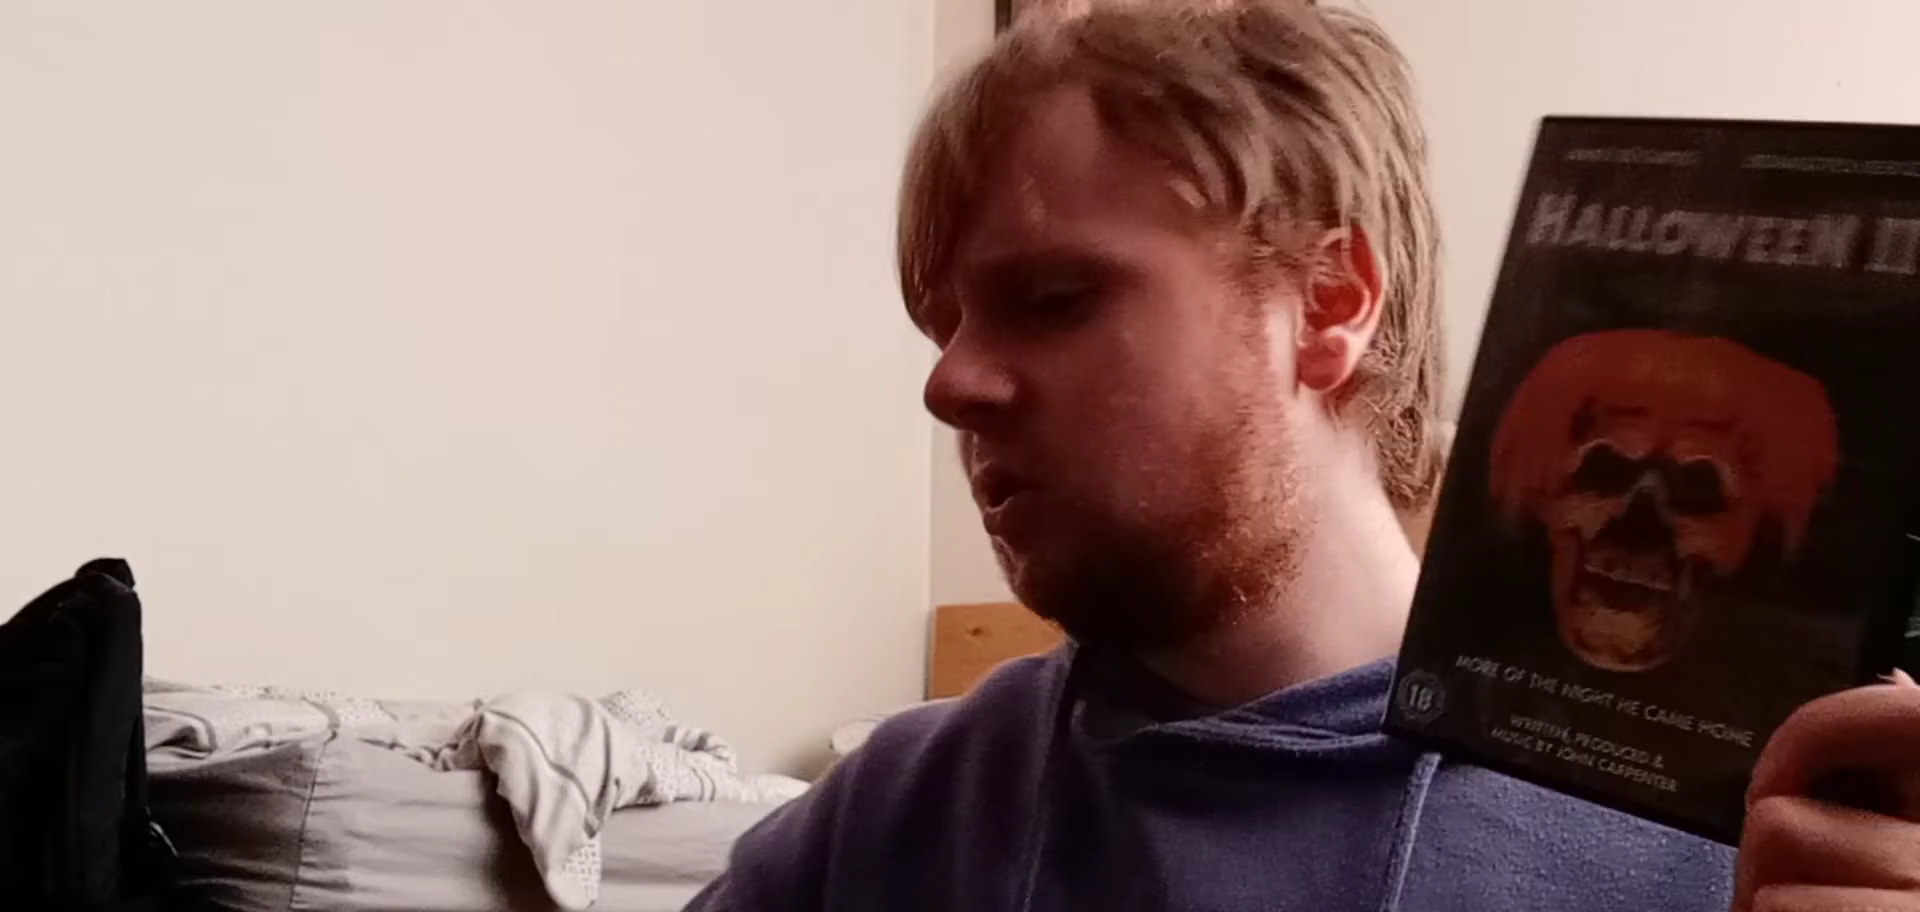 HALLOWEEN II
MORE OF THE NIGHT HE CAME HOME
18
WRITTEN, PRODUCED &
MUSIC BY JOHN CARPENTER